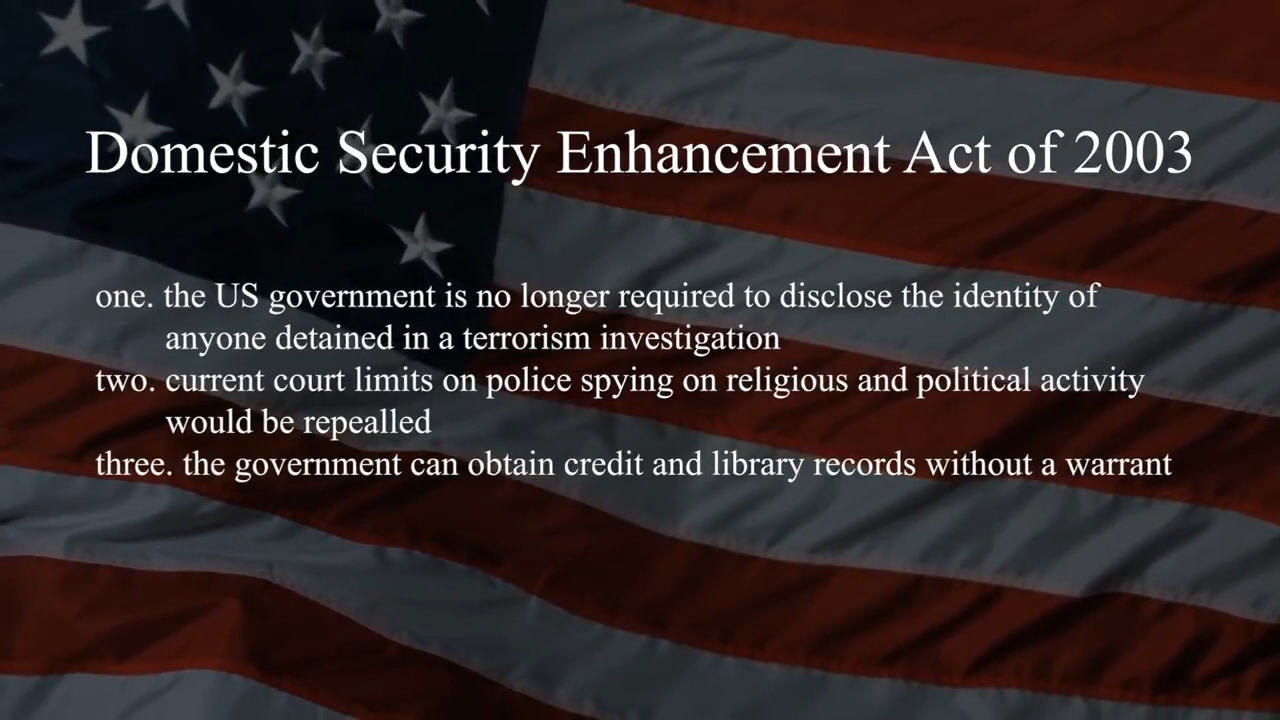 Domestic Security Enhancement Act of 2003
one. the US government is no longer required to disclose the identity of
anyone detained in a terrorism investigation
two. current court limits on police spying on religious and political activity
would be repealled
three. the government can obtain credit and library records without a warrant